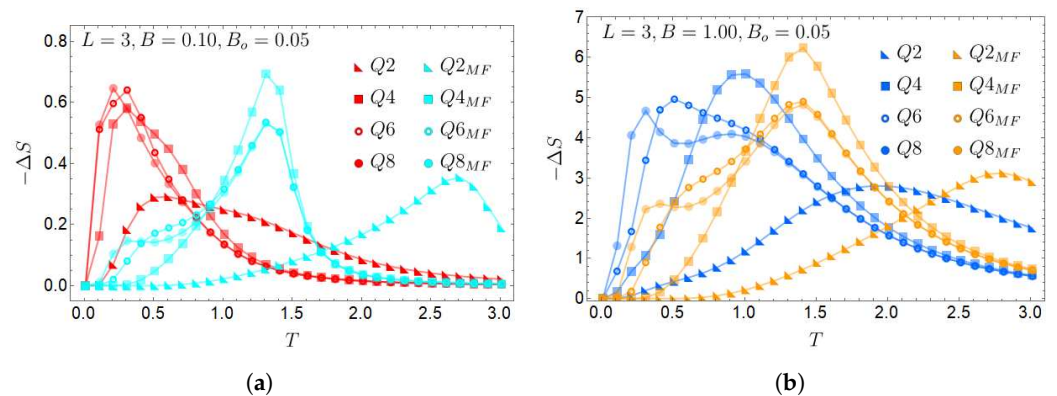 L = 3, B = 0.10, B_o = 0.05
Q2 Q2_MF
Q4 Q4_MF
Q6 Q6_MF
Q8 Q8_MF
−ΔS
0.8
0.6
0.4
0.2
0.0
0.0 0.5 1.0 1.5 2.0 2.5 3.0
T
(a)
L = 3, B = 1.00, B_o = 0.05
Q2 Q2_MF
Q4 Q4_MF
Q6 Q6_MF
Q8 Q8_MF
−ΔS
7
6
5
4
3
2
1
0
0.0 0.5 1.0 1.5 2.0 2.5 3.0
T
(b)